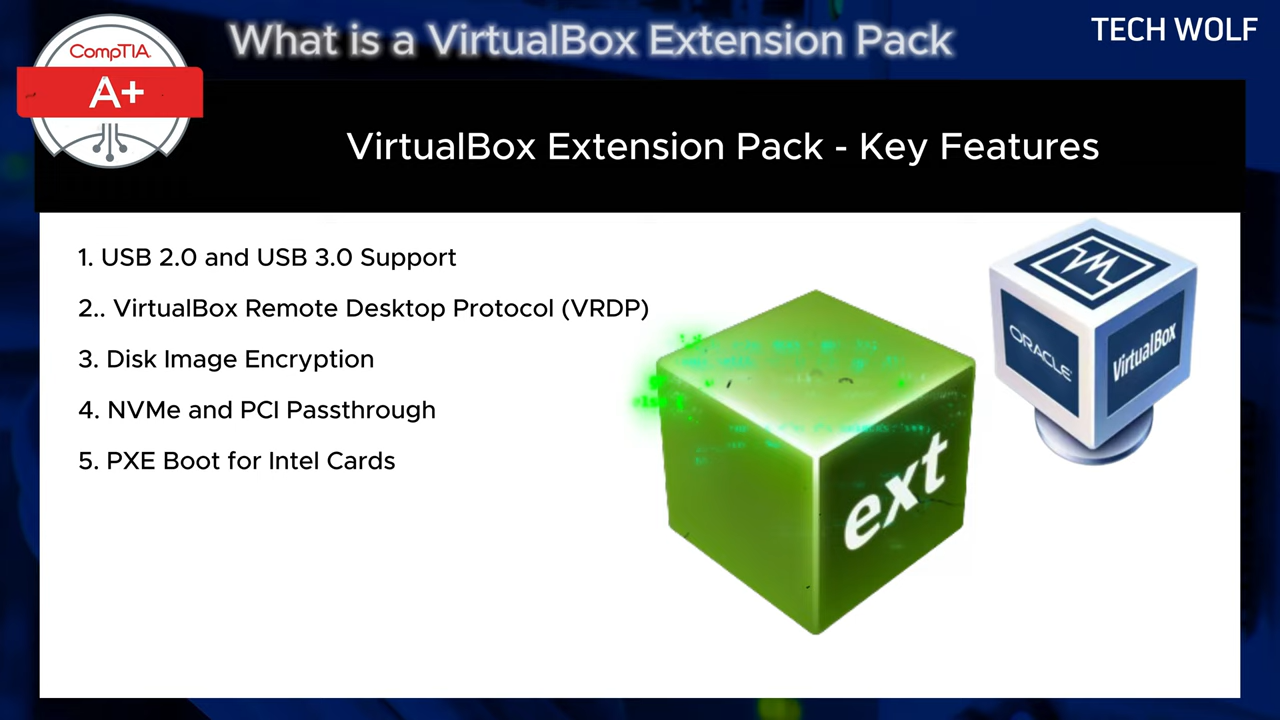 What is a VirtualBox Extension Pack
TECH WOLF
CompTIA.
A+
VirtualBox Extension Pack - Key Features
1. USB 2.0 and USB 3.0 Support
2.. VirtualBox Remote Desktop Protocol (VRDP)
3. Disk Image Encryption
4. NVMe and PCI Passthrough
5. PXE Boot for Intel Cards
ext
ORACLE
VirtualBox